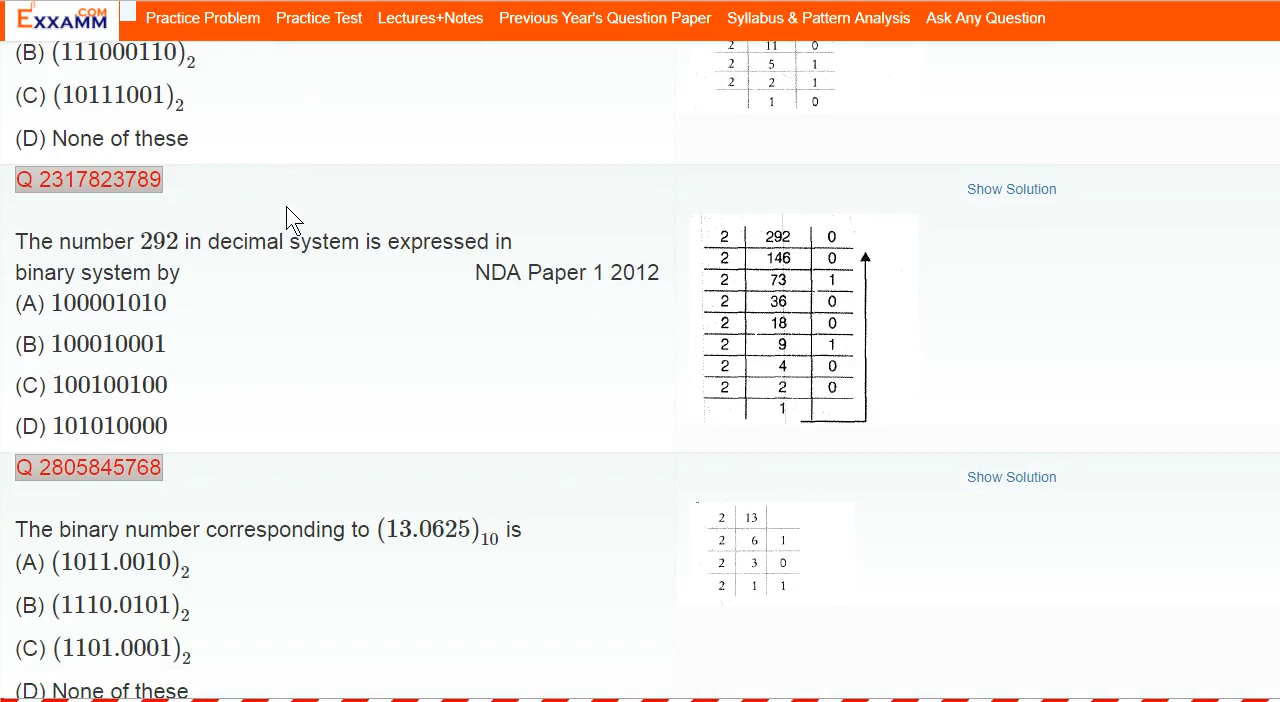 EXXAMM
.COM
Practice Problem Practice Test Lectures+Notes Previous Year's Question Paper Syllabus & Pattern Analysis Ask Any Question
(B) (111000110)₂
(C) (10111001)₂
(D) None of these
2 11 0
2 5 1
2 2 1
1 0
Q 2317823789
Show Solution
The number 292 in decimal system is expressed in
binary system by NDA Paper 1 2012
(A) 100001010
(B) 100010001
(C) 100100100
(D) 101010000
2 292 0
2 146 0
2 73 1
2 36 0
2 18 0
2 9 1
2 4 0
2 2 0
1
Q 2805845768
Show Solution
The binary number corresponding to (13.0625)₁₀ is
(A) (1011.0010)₂
(B) (1110.0101)₂
(C) (1101.0001)₂
(D) None of these
2 13
2 6 1
2 3 0
2 1 1